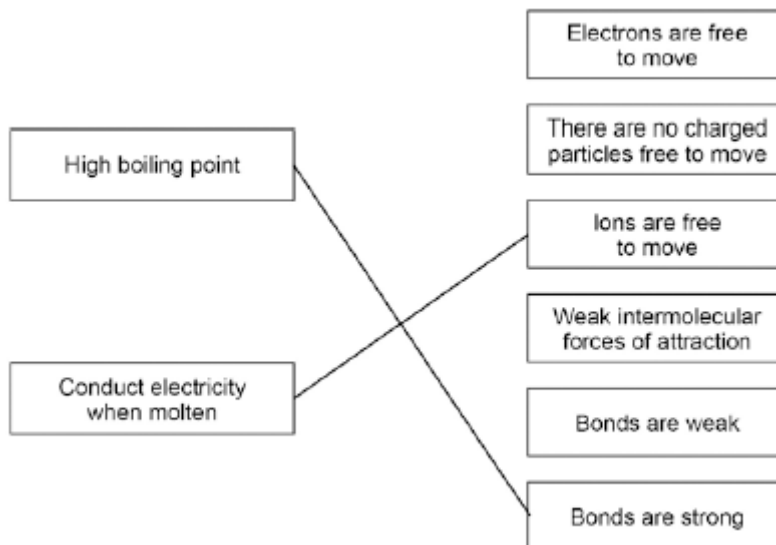 High boiling point
Conduct electricity
when molten
Electrons are free
to move
There are no charged
particles free to move
Ions are free
to move
Weak intermolecular
forces of attraction
Bonds are weak
Bonds are strong